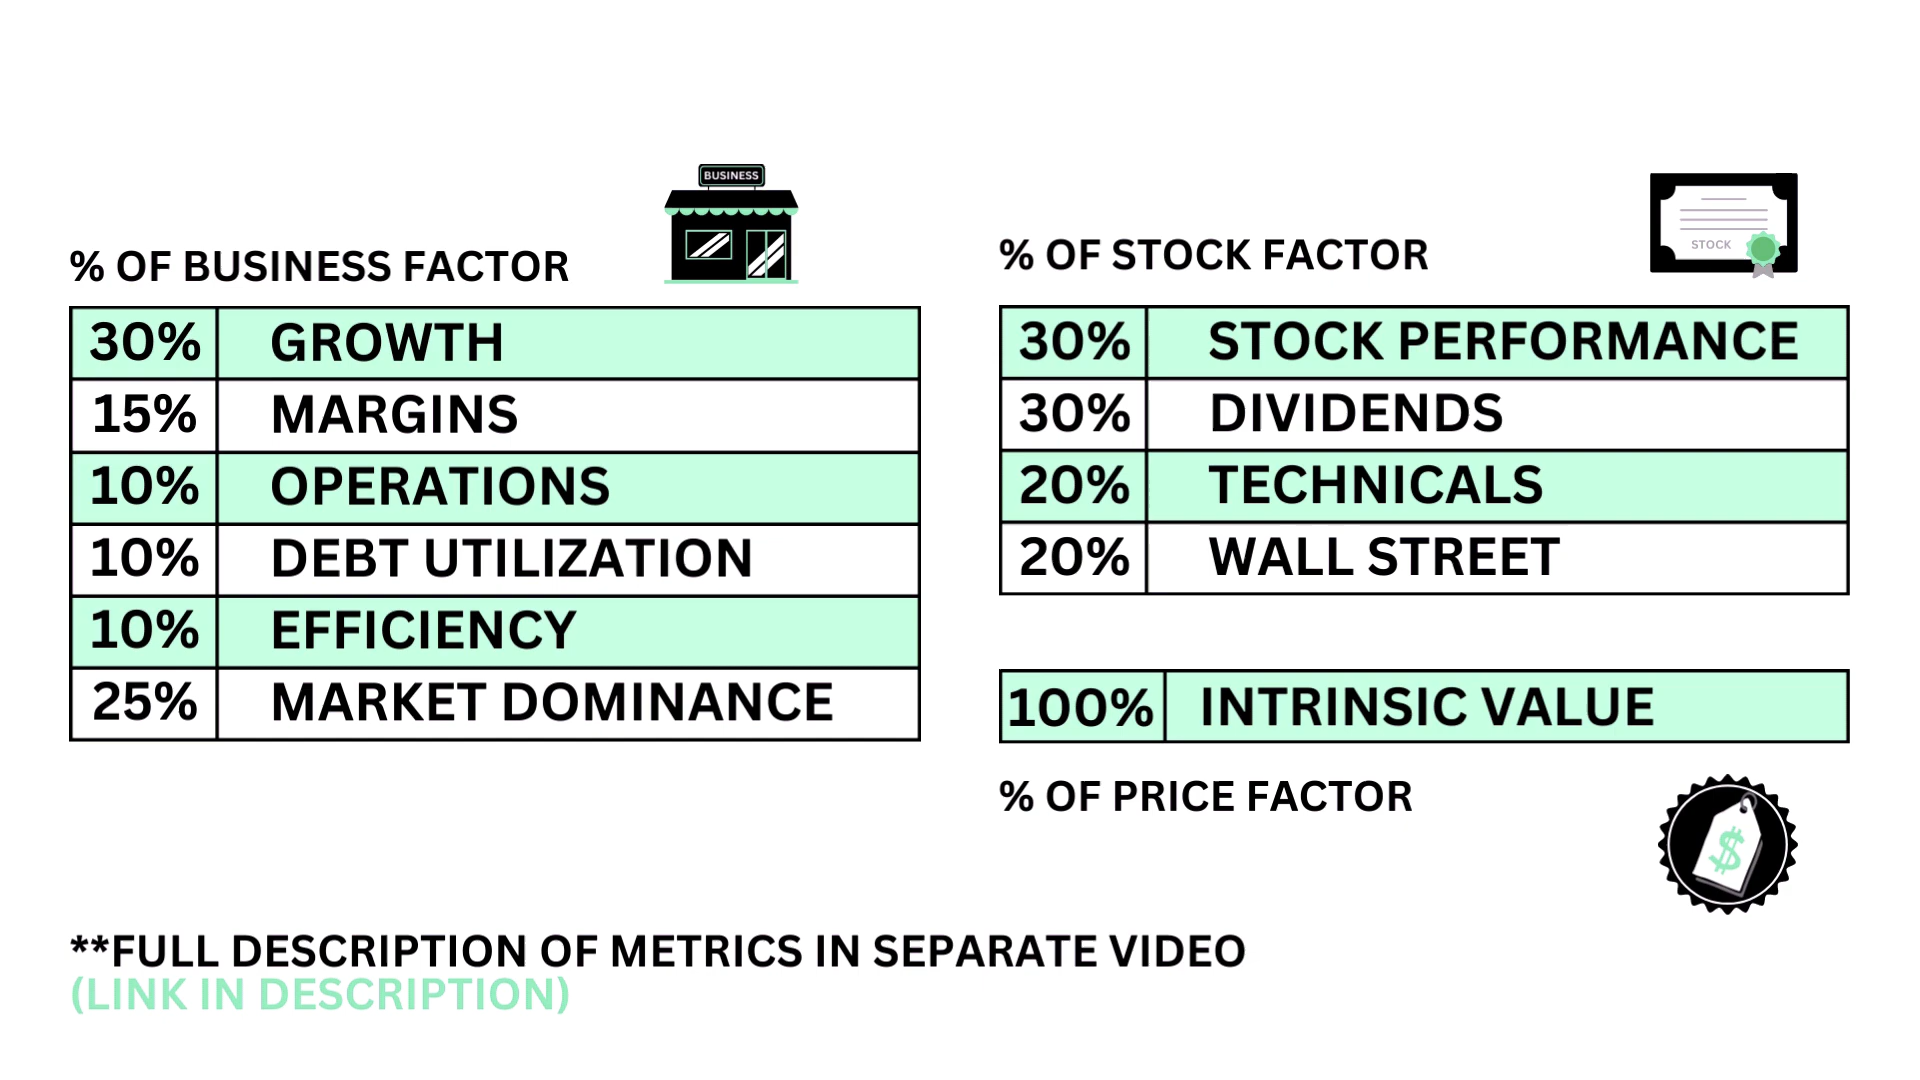 BUSINESS
% OF BUSINESS FACTOR
30% GROWTH
15% MARGINS
10% OPERATIONS
10% DEBT UTILIZATION
10% EFFICIENCY
25% MARKET DOMINANCE
STOCK
% OF STOCK FACTOR
30% STOCK PERFORMANCE
30% DIVIDENDS
20% TECHNICALS
20% WALL STREET
100% INTRINSIC VALUE
% OF PRICE FACTOR
$
**FULL DESCRIPTION OF METRICS IN SEPARATE VIDEO
(LINK IN DESCRIPTION)